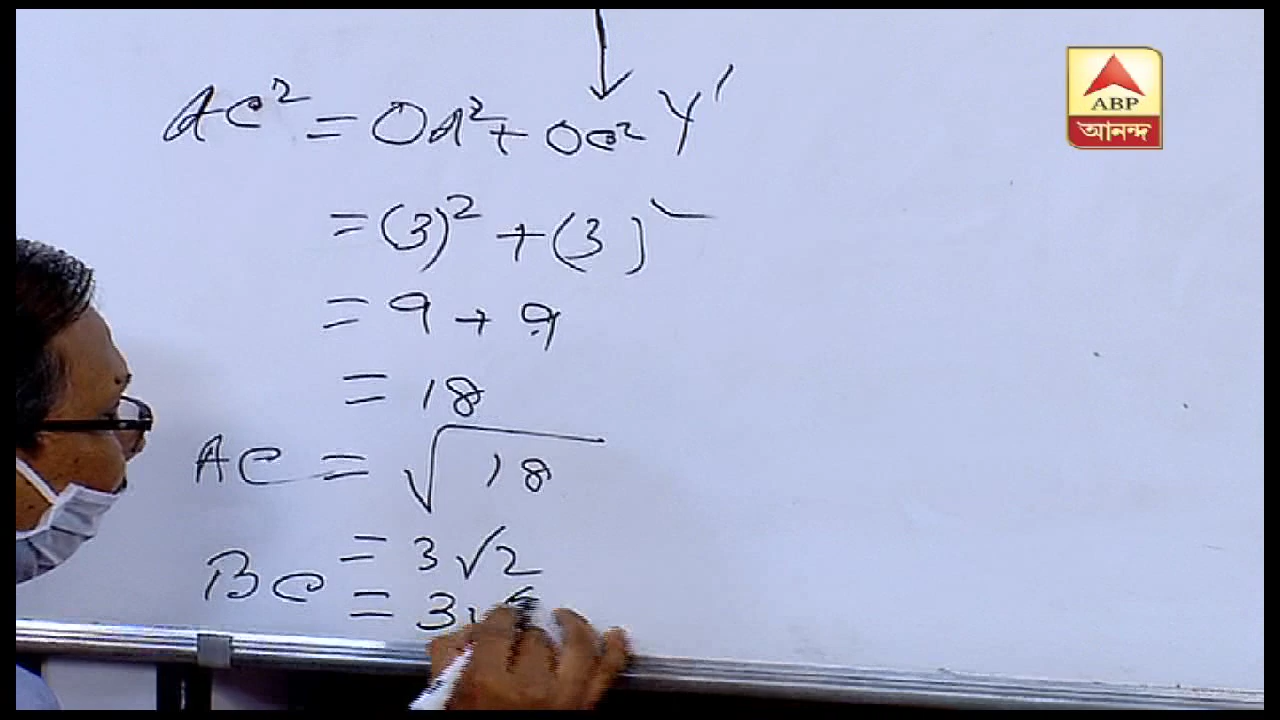 Y'
AC² = OA² + OC²
= (3)² + (3)²
= 9 + 9
= 18
AC = √18
= 3√2
BC = 3√
ABP
আনন্দ